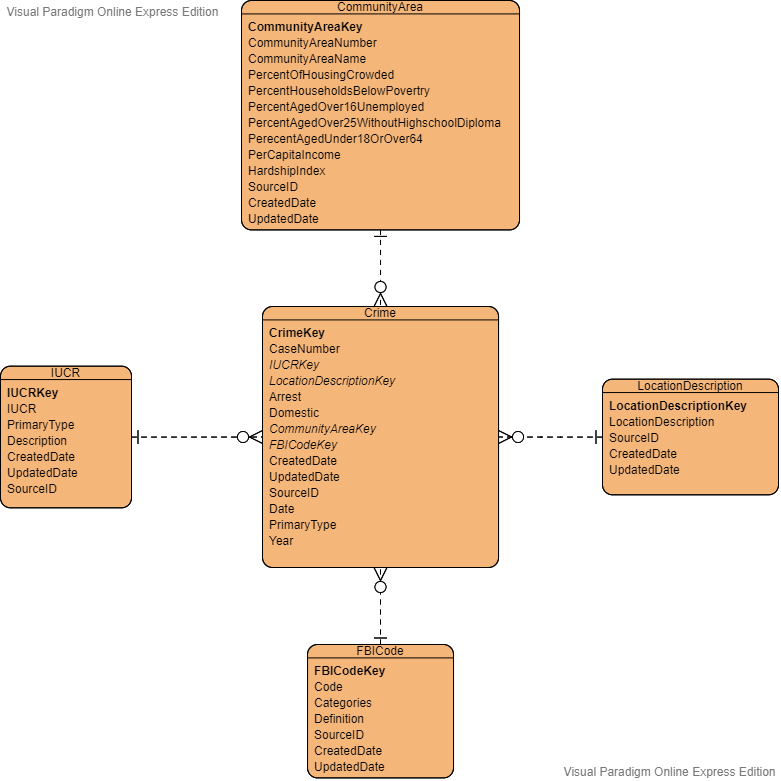 Visual Paradigm Online Express Edition
CommunityArea
CommunityAreaKey
CommunityAreaNumber
CommunityAreaName
PercentOfHousingCrowded
PercentHouseholdsBelowPovertry
PercentAgedOver16Unemployed
PercentAgedOver25WithoutHighschoolDiploma
PerecentAgedUnder18OrOver64
PerCapitaIncome
HardshipIndex
SourceID
CreatedDate
UpdatedDate
Crime
CrimeKey
CaseNumber
IUCRKey
LocationDescriptionKey
Arrest
Domestic
CommunityAreaKey
FBICodeKey
CreatedDate
UpdatedDate
SourceID
Date
PrimaryType
Year
IUCR
IUCRKey
IUCR
PrimaryType
Description
CreatedDate
UpdatedDate
SourceID
LocationDescription
LocationDescriptionKey
LocationDescription
SourceID
CreatedDate
UpdatedDate
FBICode
FBICodeKey
Code
Categories
Definition
SourceID
CreatedDate
UpdatedDate
Visual Paradigm Online Express Edition